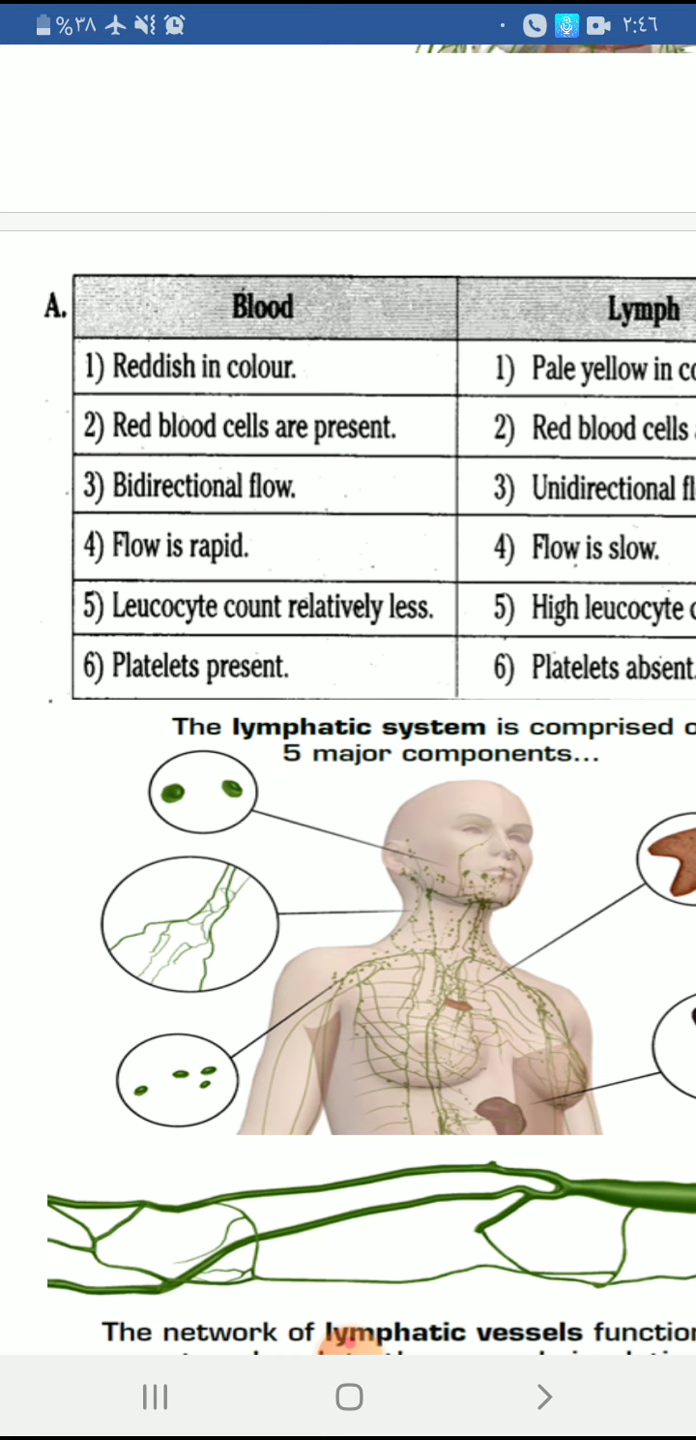 %٣٨ ٢:٤٦
A. Blood Lymph
1) Reddish in colour. 1) Pale yellow in
2) Red blood cells are present. 2) Red blood cells
3) Bidirectional flow. 3) Unidirectional
4) Flow is rapid. 4) Flow is slow.
5) Leucocyte count relatively less. 5) High leucocyte
6) Platelets present. 6) Platelets absent.
The lymphatic system is comprised
5 major components...
The network of lymphatic vessels